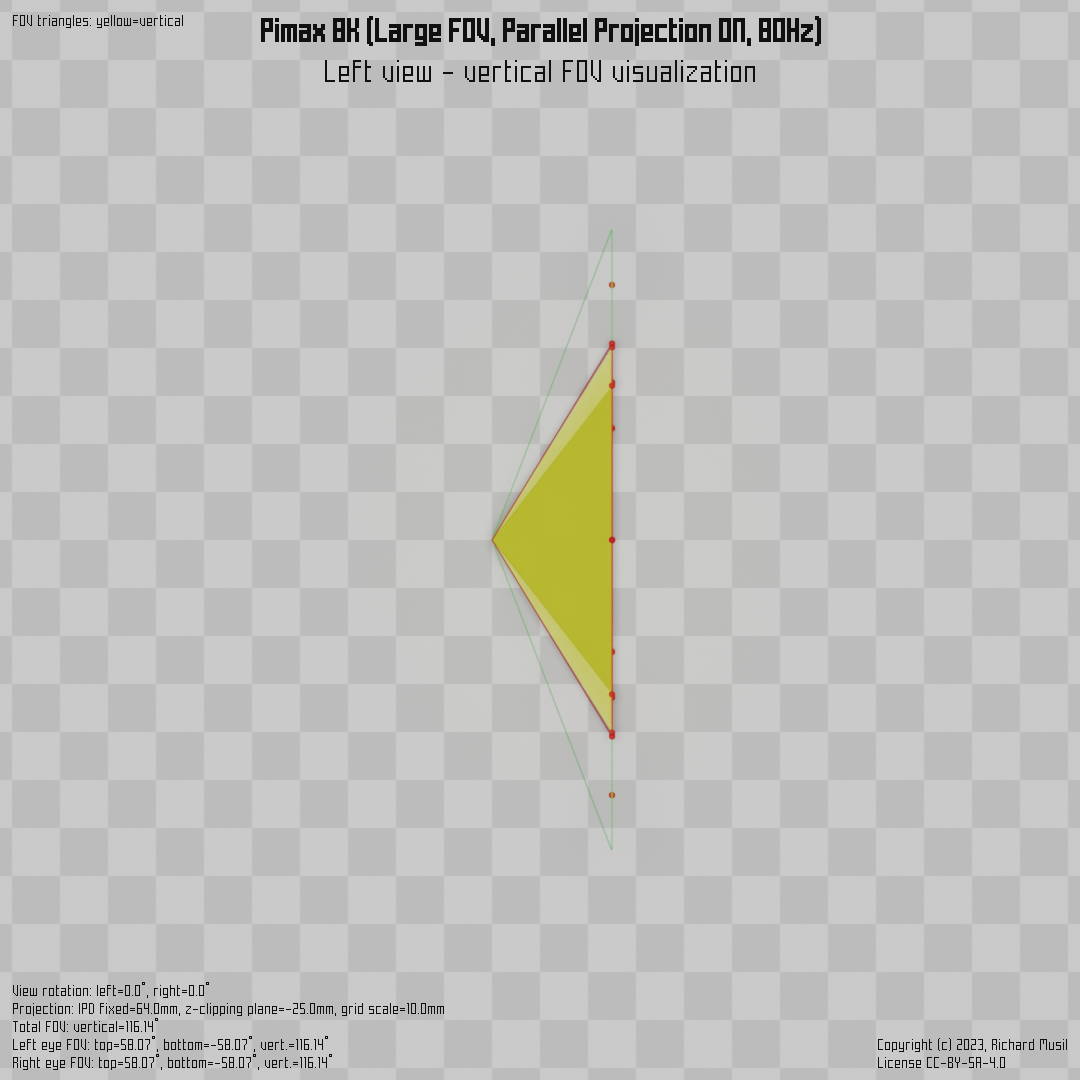 FOV triangles: yellow=vertical
Pimax 8K (Large FOV, Parallel Projection ON, 80Hz)
Left view - vertical FOV visualization
View rotation: left=0.0°, right=0.0°
Projection: IPD fixed=64.0mm, z-clipping plane=-25.0mm, grid scale=10.0mm
Total FOV: vertical=116.14°
Left eye FOV: top=58.07°, bottom=-58.07°, vert.=116.14°
Right eye FOV: top=58.07°, bottom=-58.07°, vert.=116.14°
Copyright (c) 2023, Richard Musil
License CC-BY-SA-4.0